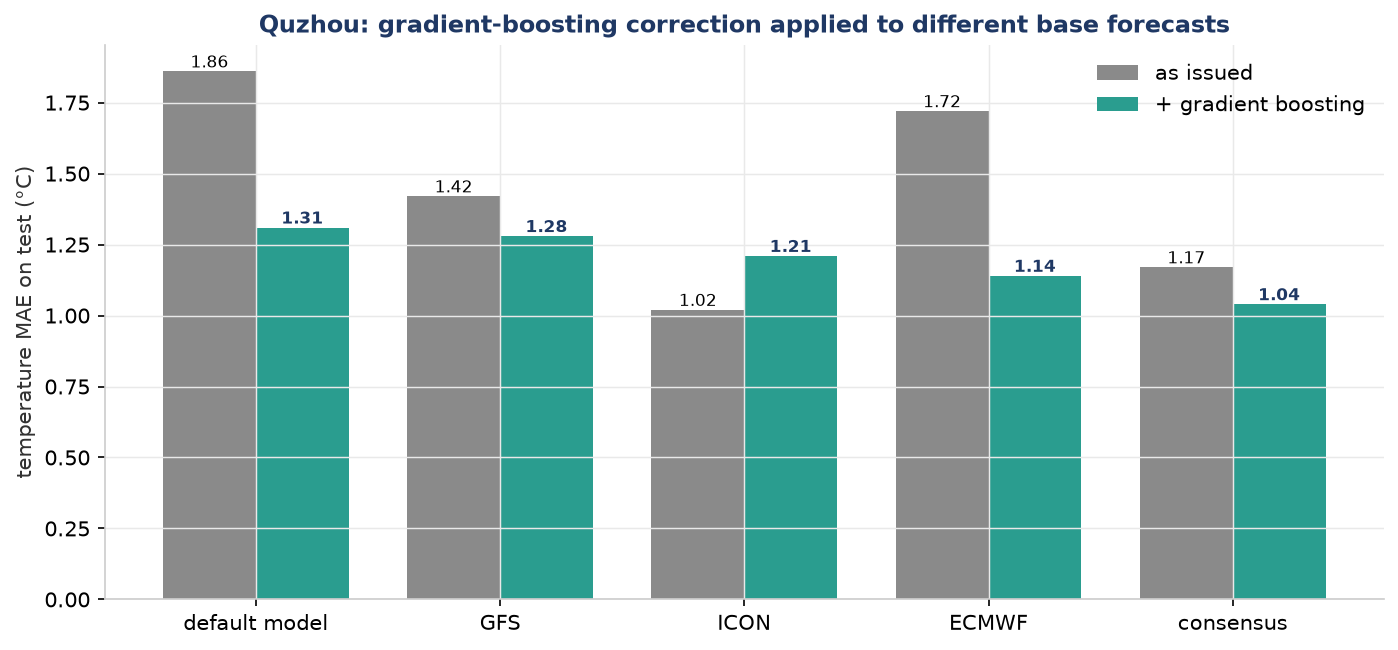 Quzhou: gradient-boosting correction applied to different base forecasts
as issued
+ gradient boosting
temperature MAE on test (°C)
1.75
1.50
1.25
1.00
0.75
0.50
0.25
0.00
1.86
1.31
1.42
1.28
1.02
1.21
1.72
1.14
1.17
1.04
default model
GFS
ICON
ECMWF
consensus